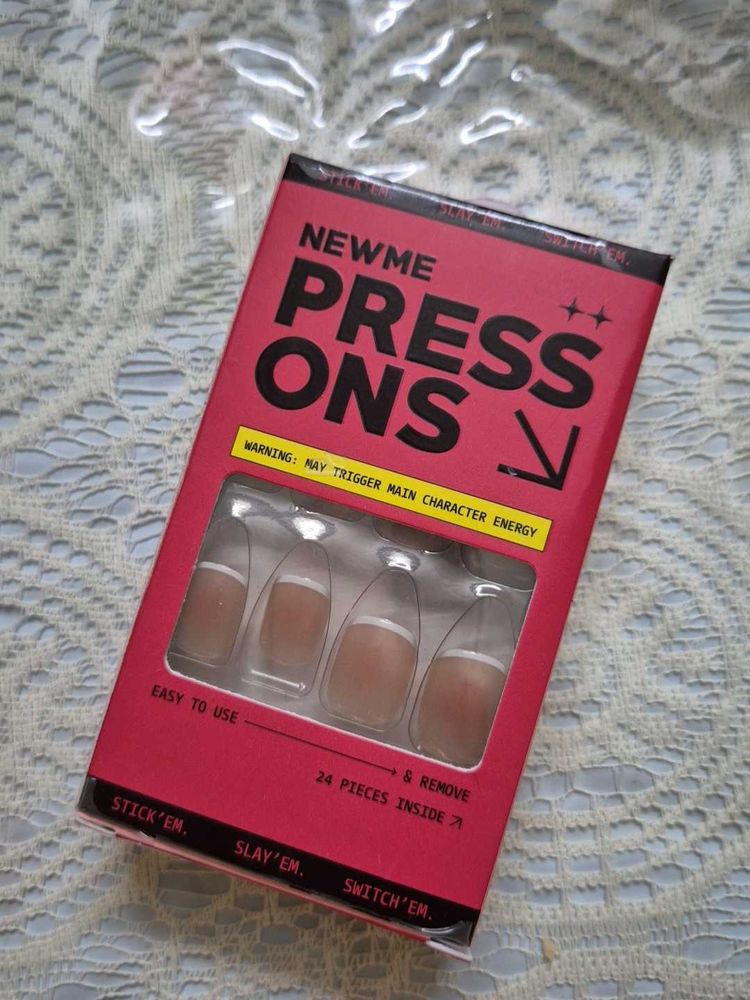 STICK'EM. SLAY'EM. SWITCH'EM.
NEWME
PRESS
ONS
WARNING: MAY TRIGGER MAIN CHARACTER ENERGY
EASY TO USE
& REMOVE
24 PIECES INSIDE
STICK'EM. SLAY'EM. SWITCH'EM.